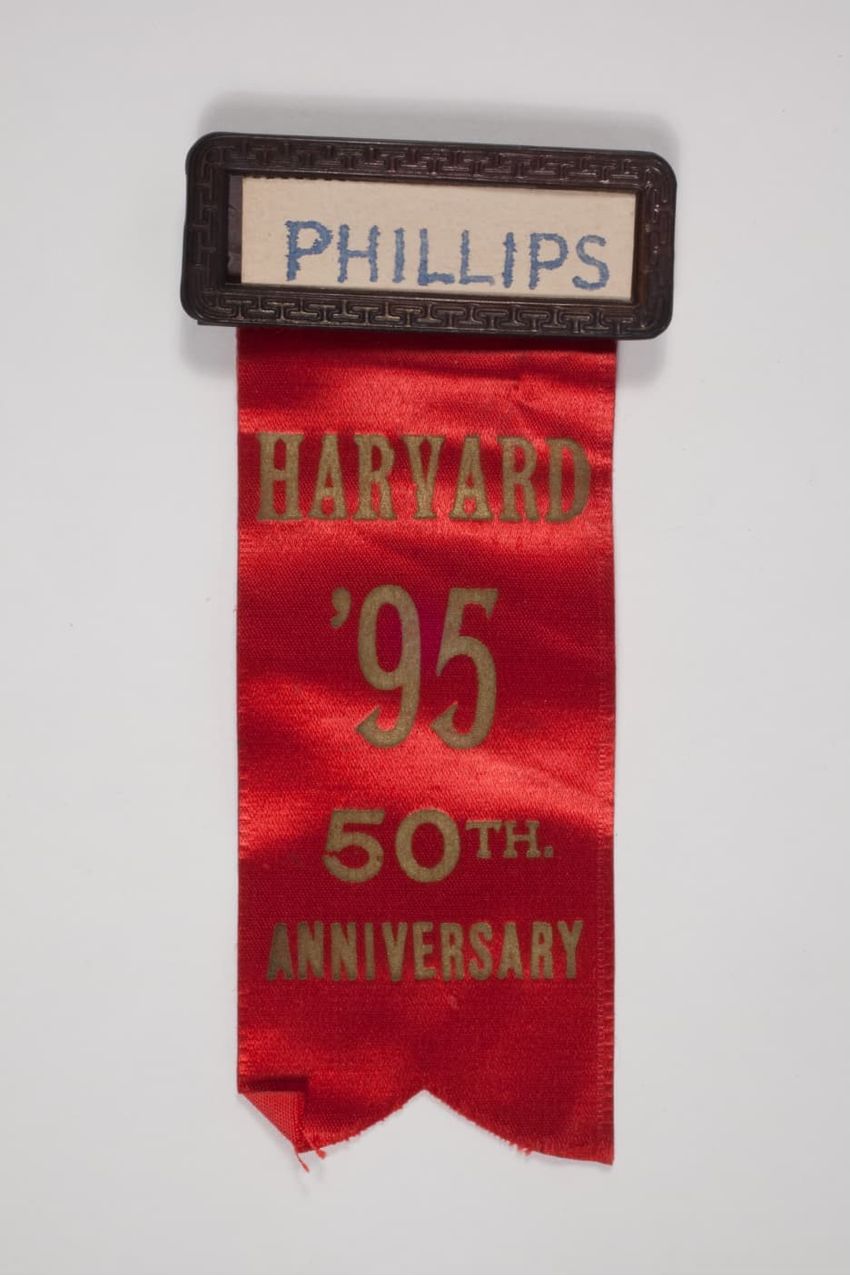 PHILLIPS
HARVARD
'95
50TH.
ANNIVERSARY